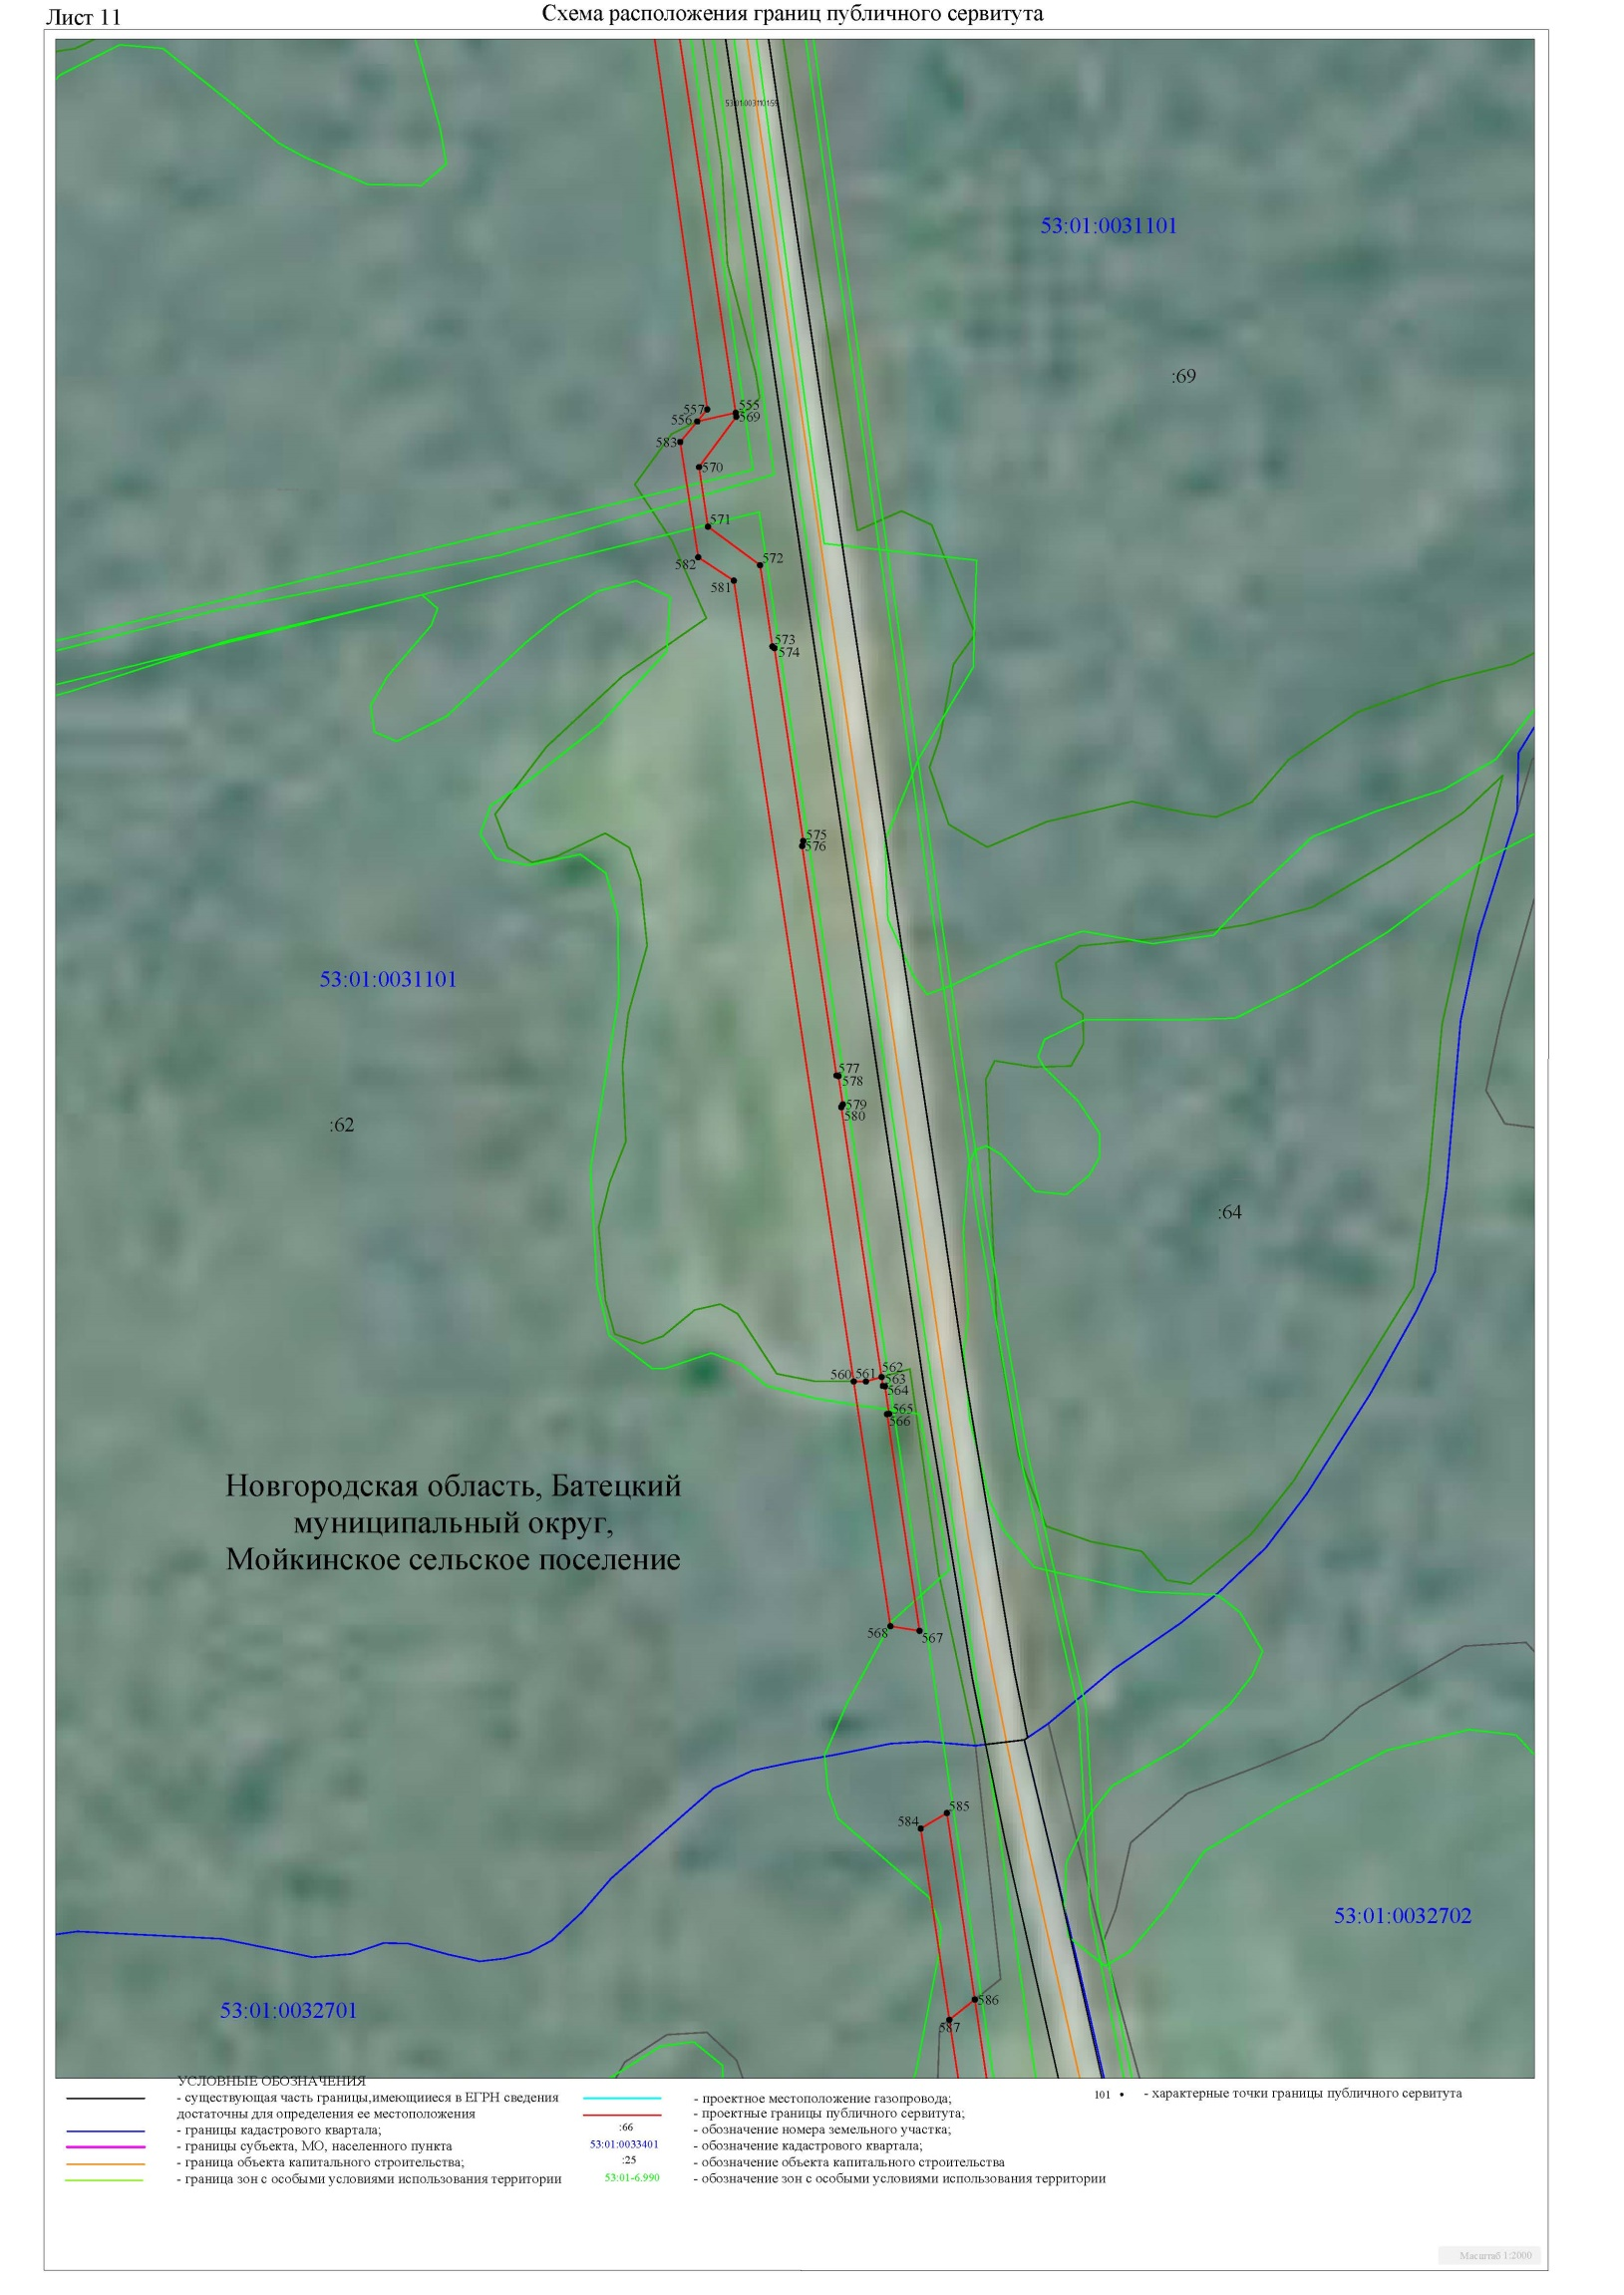 Лист 11
Схема расположения границ публичного сервитута
53:01:0031101
:69
557
555
556
569
583
570
571
572
582
581
573
574
575
576
53:01:0031101
577
578
579
580
:62
:64
562
560
561
563
564
565
566
Новгородская область, Батецкий
муниципальный округ,
Мойкинское сельское поселение
568
567
585
584
53:01:0032702
586
53:01:0032701
587
УСЛОВНЫЕ ОБОЗНАЧЕНИЯ
- существующая часть границы,имеющиеся в ЕГРН сведения
достаточны для определения ее местоположения
- границы кадастрового квартала;
- границы субъекта, МО, населенного пункта
- граница объекта капитального строительства;
- граница зон с особыми условиями использования территории
- проектное местоположение газопровода;
- проектные границы публичного сервитута;
:66 - обозначение номера земельного участка;
53:01:0033401 - обозначение кадастрового квартала;
:25 - обозначение объекта капитального строительства
53:01-6.990 - обозначение зон с особыми условиями использования территории
101 • - характерные точки границы публичного сервитута
Масштаб 1:2000